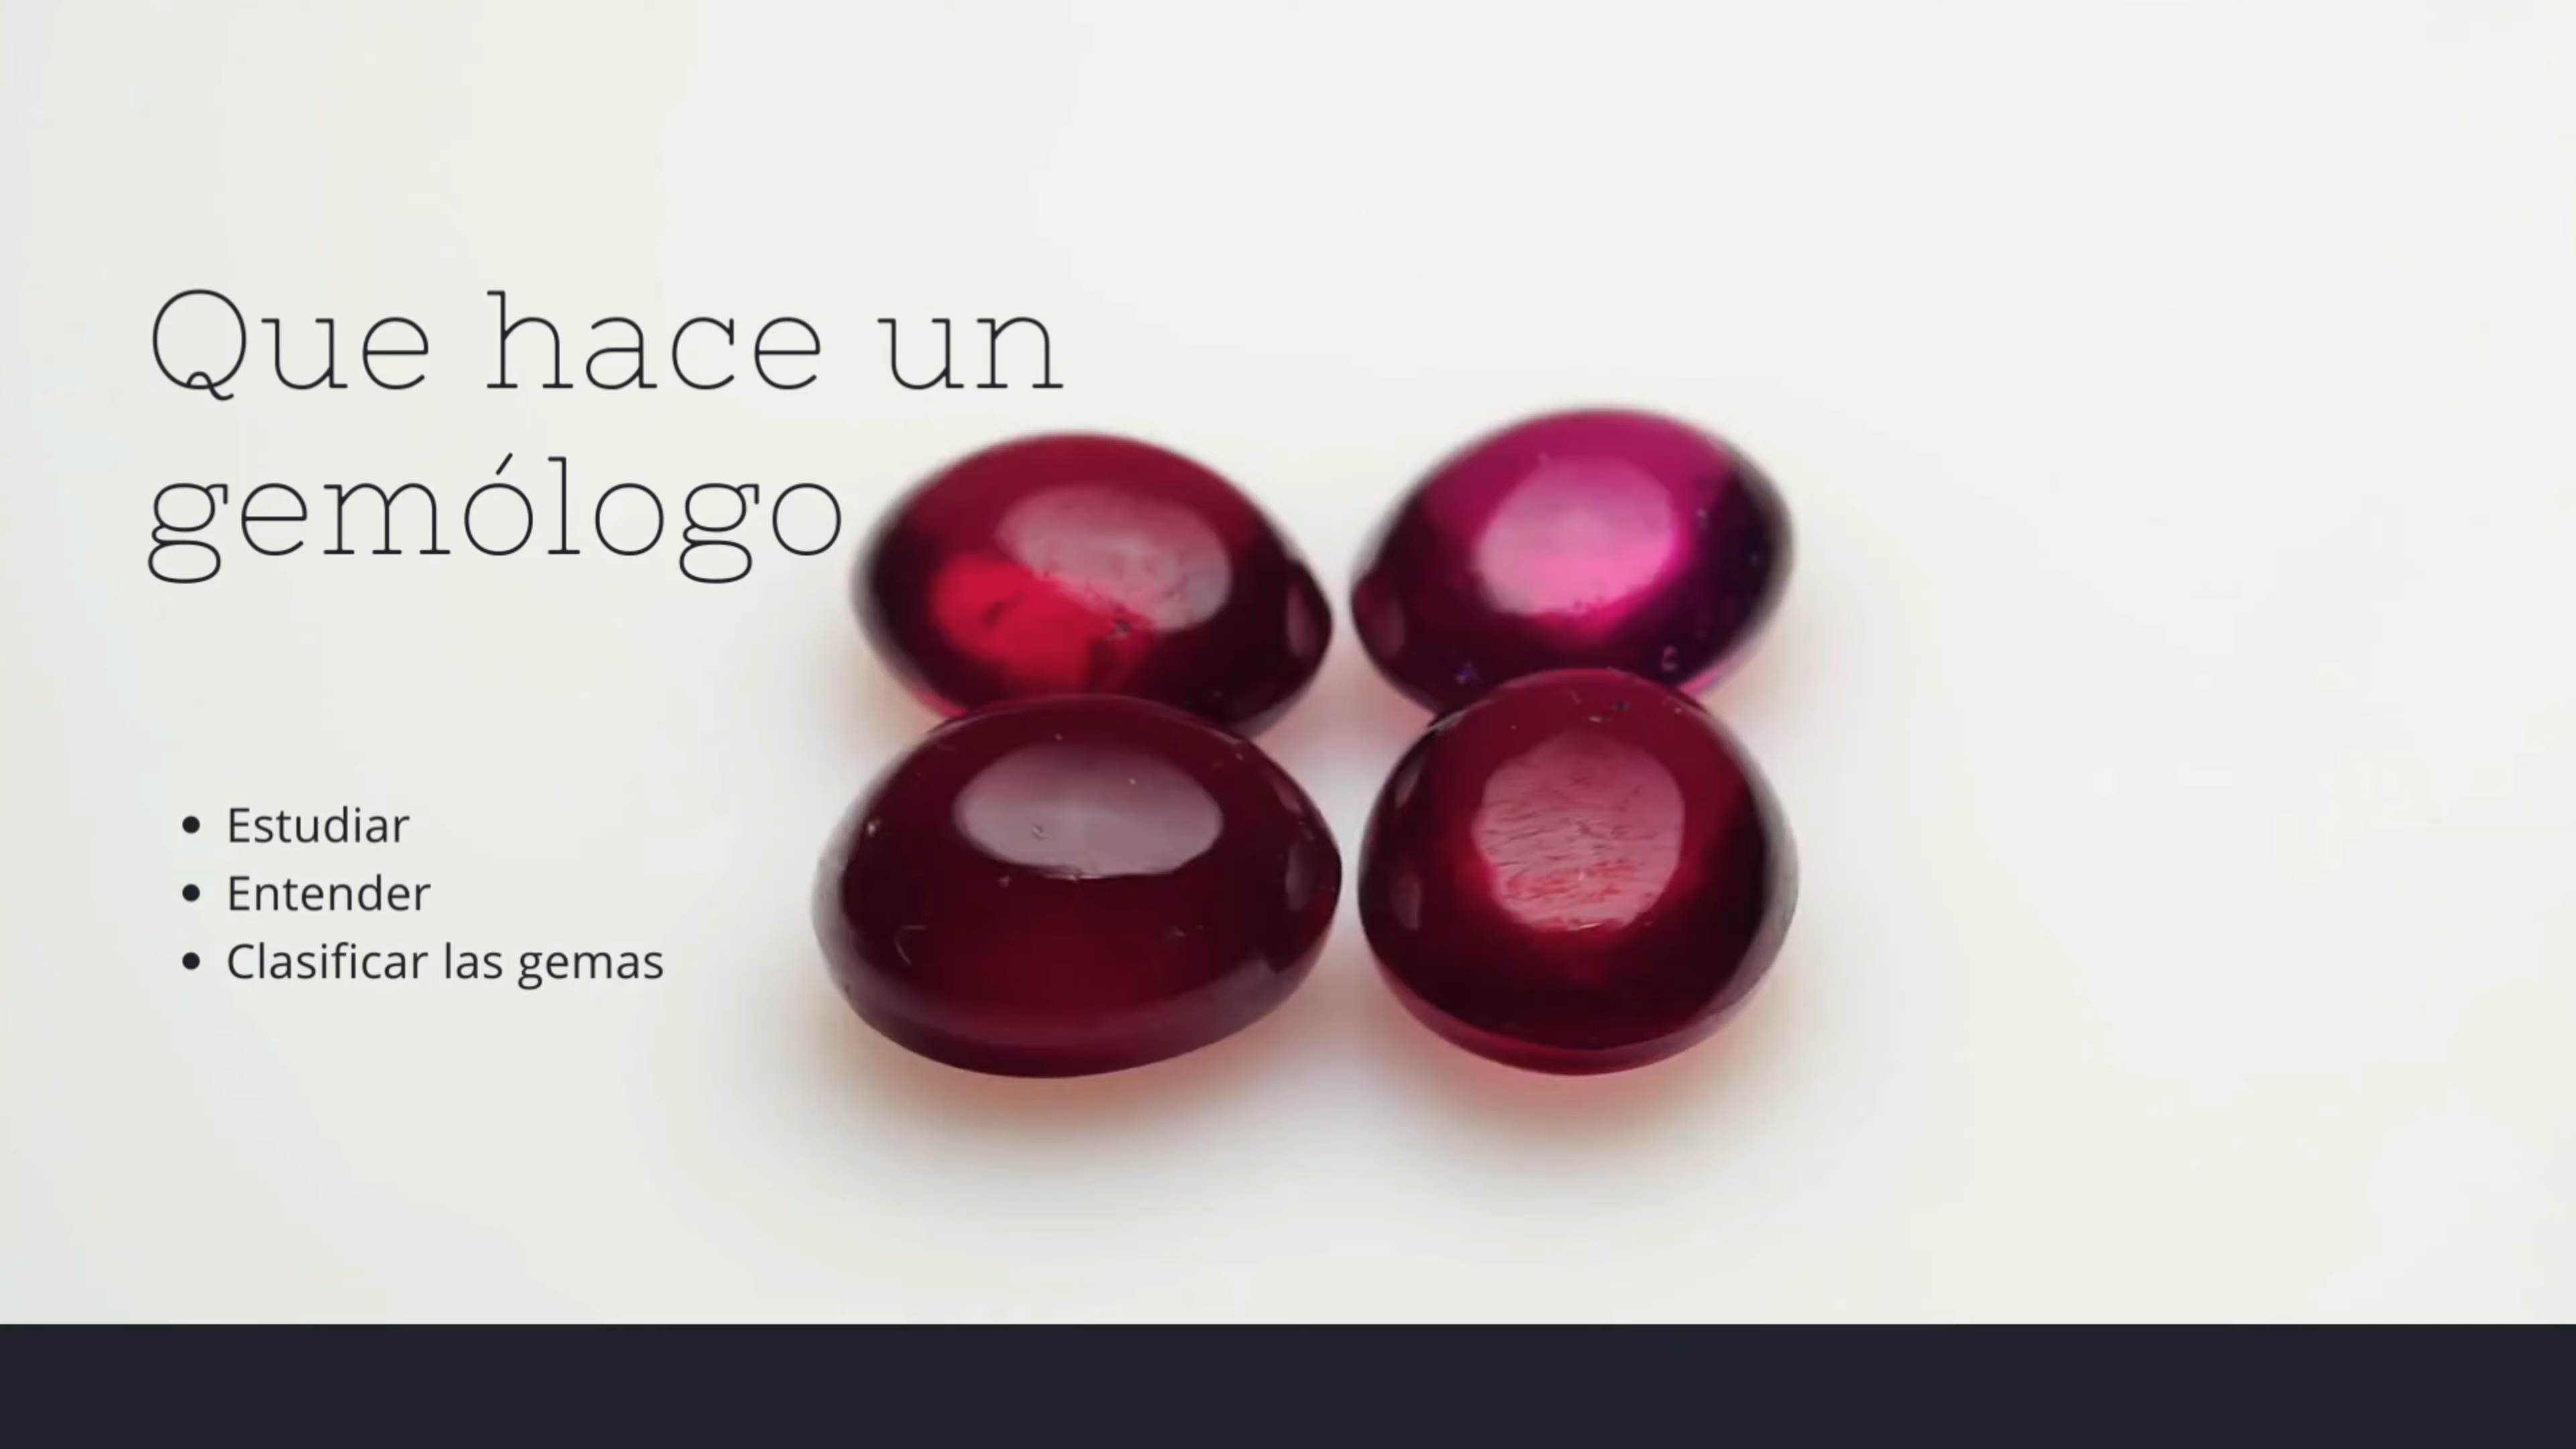 Que hace un
gemólogo
• Estudiar
• Entender
• Clasificar las gemas